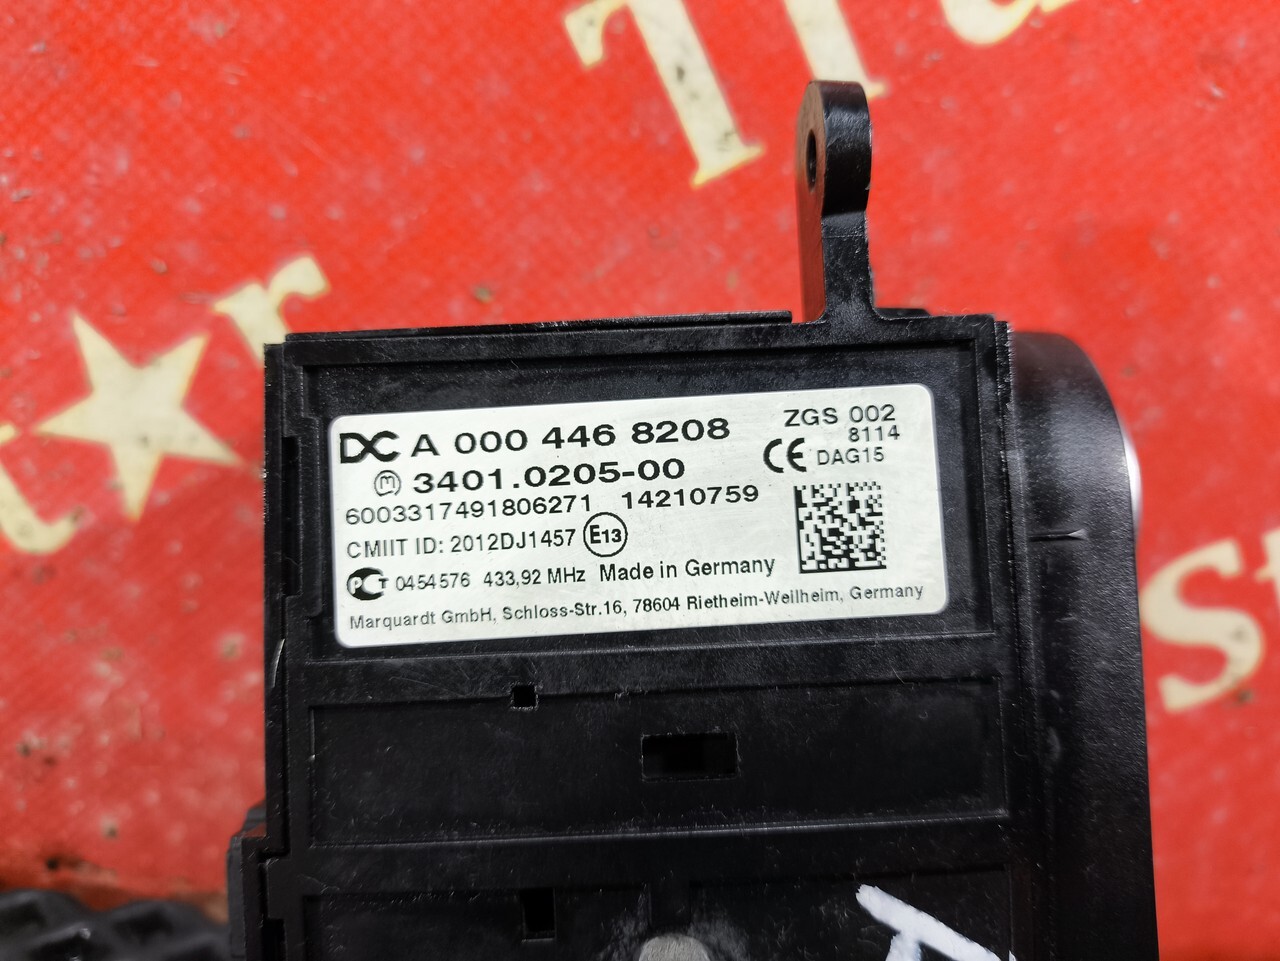 DC A 000 446 8208
ZGS 002
8114
3401.0205-00
CE DAG15
6003317491806271 14210759
CMIIT ID: 2012DJ1457 E13
PCT 0454576 433,92 MHz Made in Germany
Marquardt GmbH, Schloss-Str.16, 78604 Rietheim-Weilheim, Germany